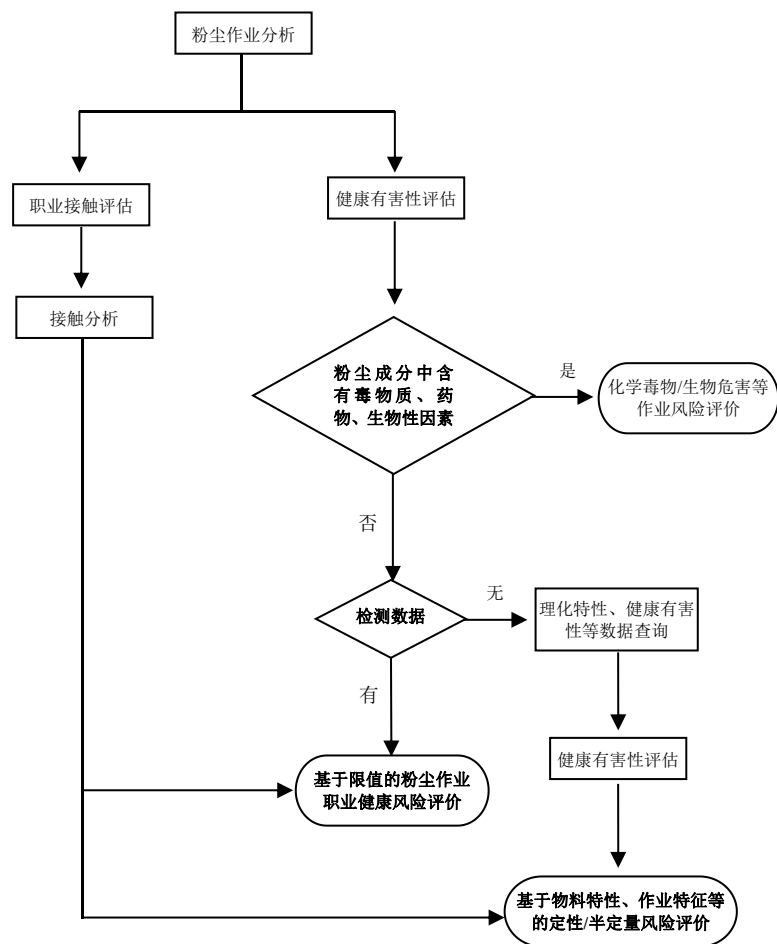 粉尘作业分析
职业接触评估
健康有害性评估
接触分析
粉尘成分中含
有毒物质、药
物、生物性因素
是
化学毒物/生物危害等
作业风险评价
否
检测数据
无
理化特性、健康有害
性等数据查询
有
健康有害性评估
基于限值的粉尘作业
职业健康风险评价
基于物料特性、作业特征等
的定性/半定量风险评价